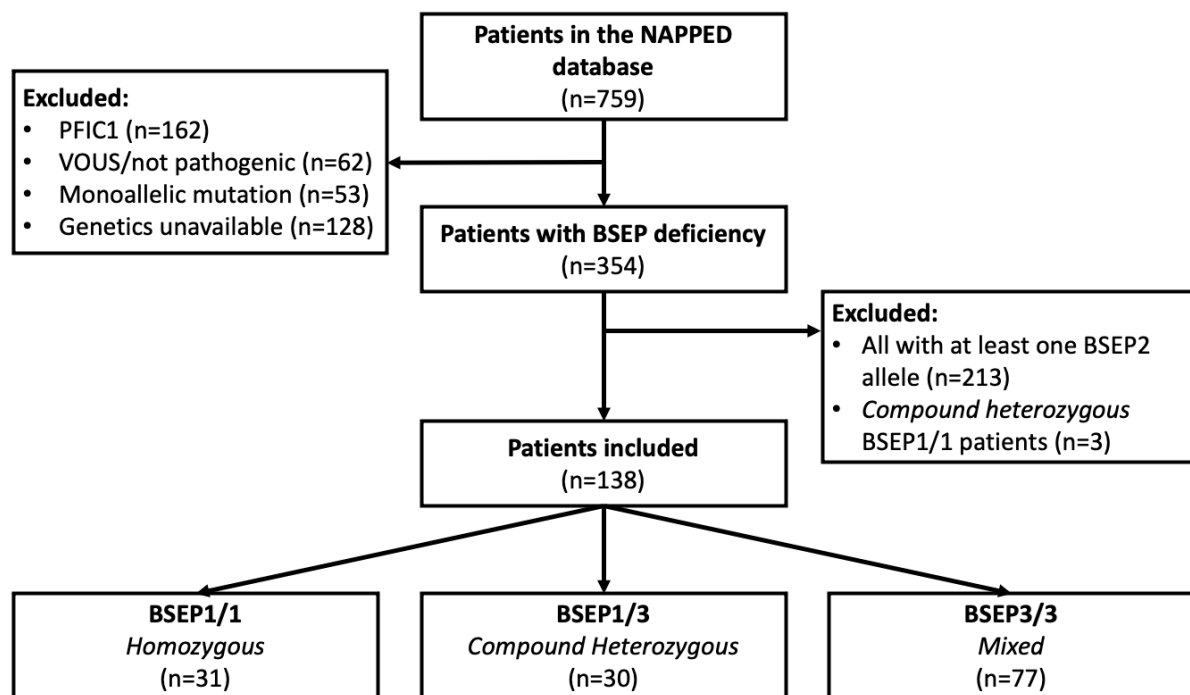 Patients in the NAPPED
database
(n=759)
Excluded:
• PFIC1 (n=162)
• VOUS/not pathogenic (n=62)
• Monoallelic mutation (n=53)
• Genetics unavailable (n=128)
Patients with BSEP deficiency
(n=354)
Excluded:
• All with at least one BSEP2
allele (n=213)
• Compound heterozygous
BSEP1/1 patients (n=3)
Patients included
(n=138)
BSEP1/1
Homozygous
(n=31)
BSEP1/3
Compound Heterozygous
(n=30)
BSEP3/3
Mixed
(n=77)